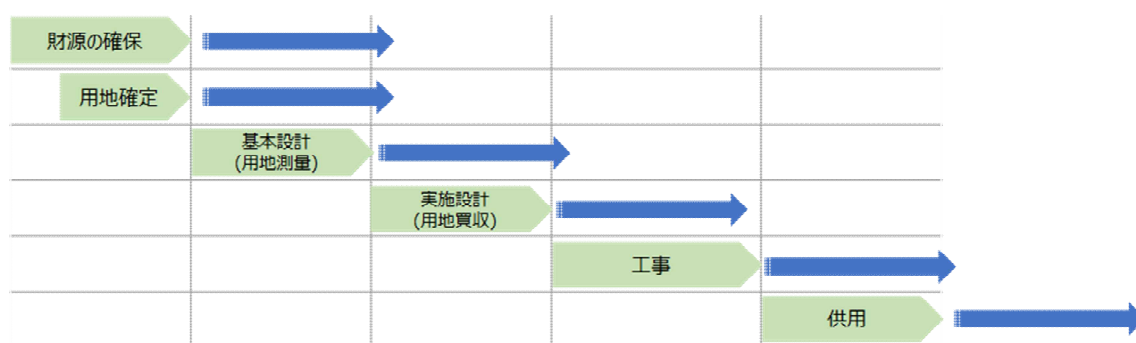 財源の確保
用地確定
基本設計
(用地測量)
実施設計
(用地買収)
工事
供用